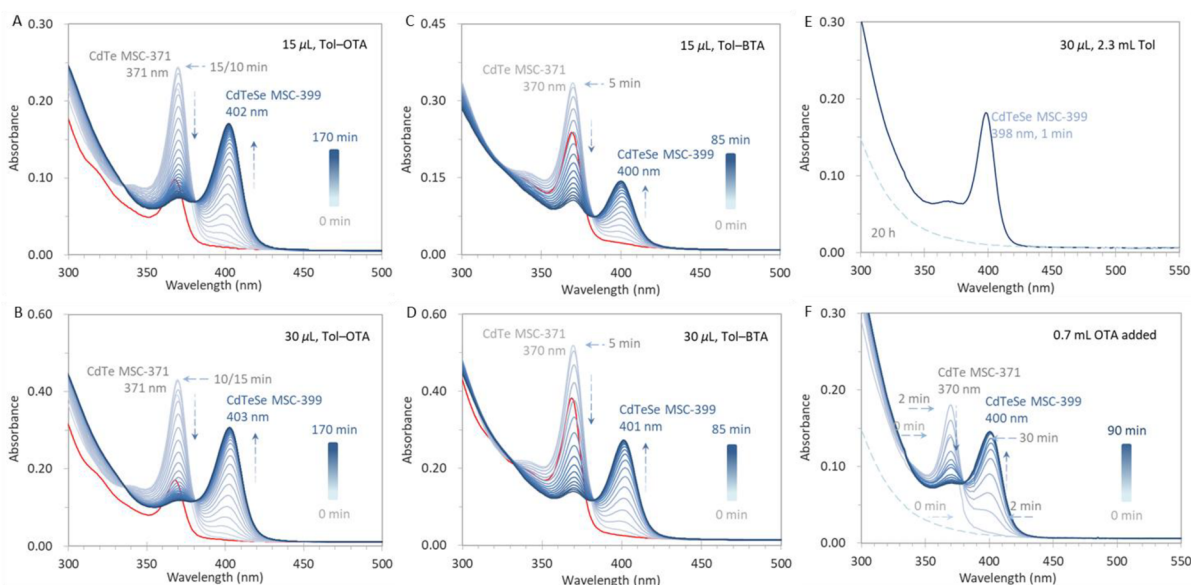 A
0.30
15 µL, Tol–OTA
CdTe MSC-371
371 nm
15/10 min
CdTeSe MSC-399
402 nm
170 min
0 min
0.20
0.10
0.00
Absorbance
300 350 400 450 500
Wavelength (nm)
C
0.45
15 µL, Tol–BTA
CdTe MSC-371
370 nm
5 min
CdTeSe MSC-399
400 nm
85 min
0 min
0.30
0.15
0.00
Absorbance
300 350 400 450 500
Wavelength (nm)
E
0.30
30 µL, 2.3 mL Tol
CdTeSe MSC-399
398 nm, 1 min
20 h
0.20
0.10
0.00
Absorbance
300 350 400 450 500 550
Wavelength (nm)
B
0.60
30 µL, Tol–OTA
CdTe MSC-371
371 nm
10/15 min
CdTeSe MSC-399
403 nm
170 min
0 min
0.40
0.20
0.00
Absorbance
300 350 400 450 500
Wavelength (nm)
D
0.60
30 µL, Tol–BTA
CdTe MSC-371
370 nm
5 min
CdTeSe MSC-399
401 nm
85 min
0 min
0.40
0.20
0.00
Absorbance
300 350 400 450 500
Wavelength (nm)
F
0.30
0.7 mL OTA added
CdTe MSC-371
370 nm
2 min
0 min
CdTeSe MSC-399
400 nm
30 min
90 min
0 min
2 min
0 min
0.20
0.10
0.00
Absorbance
300 350 400 450 500 550
Wavelength (nm)